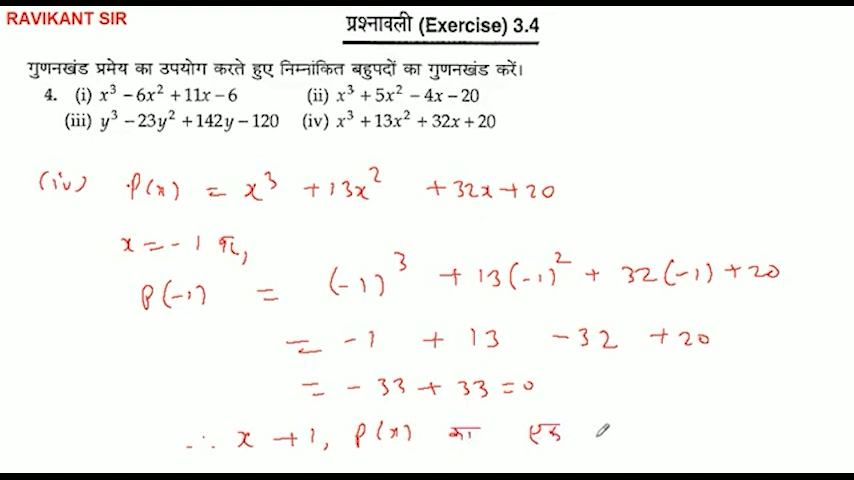 RAVIKANT SIR
प्रश्नावली (Exercise) 3.4
गुणनखंड प्रमेय का उपयोग करते हुए निम्नांकित बहुपदों का गुणनखंड करें।
4. (i) x³ – 6x² + 11x – 6 (ii) x³ + 5x² – 4x – 20
(iii) y³ – 23y² + 142y – 120 (iv) x³ + 13x² + 32x + 20
(iv) P(x) = x³ + 13x² + 32x + 20
x = -1 पर,
P(-1) = (-1)³ + 13(-1)² + 32(-1) + 20
= -1 + 13 - 32 + 20
= -33 + 33 = 0
∴ x + 1, P(x) का एक